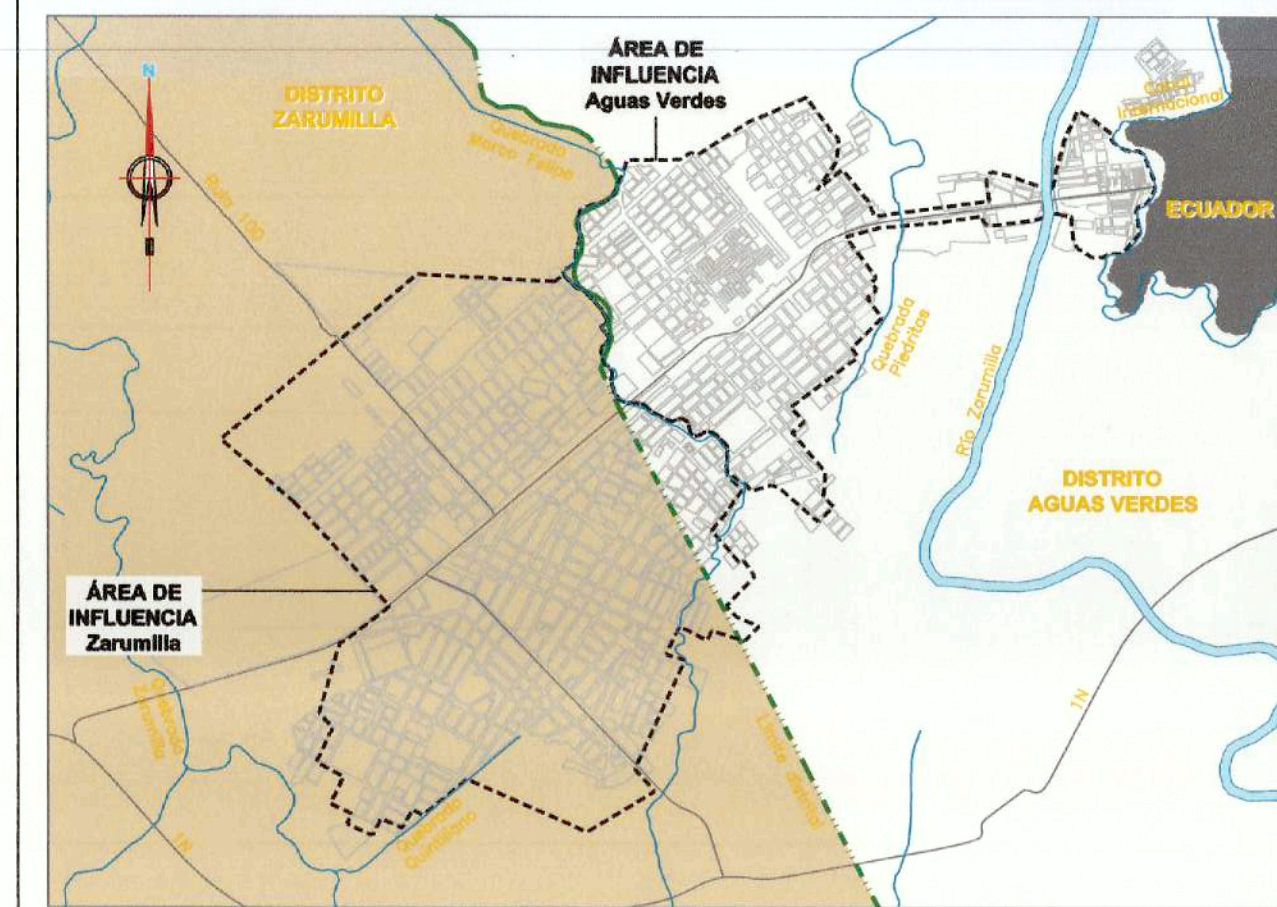 N
DISTRITO
ZARUMILLA
ÁREA DE
INFLUENCIA
Aguas Verdes
Canal
Internacional
Quebrada
Marco Felipe
Ruta 100
ECUADOR
Quebrada
Piedritas
Río Zarumilla
DISTRITO
AGUAS VERDES
ÁREA DE
INFLUENCIA
Zarumilla
Quebrada
Zarumilla
1N
Límite distrital
Quebrada
1N